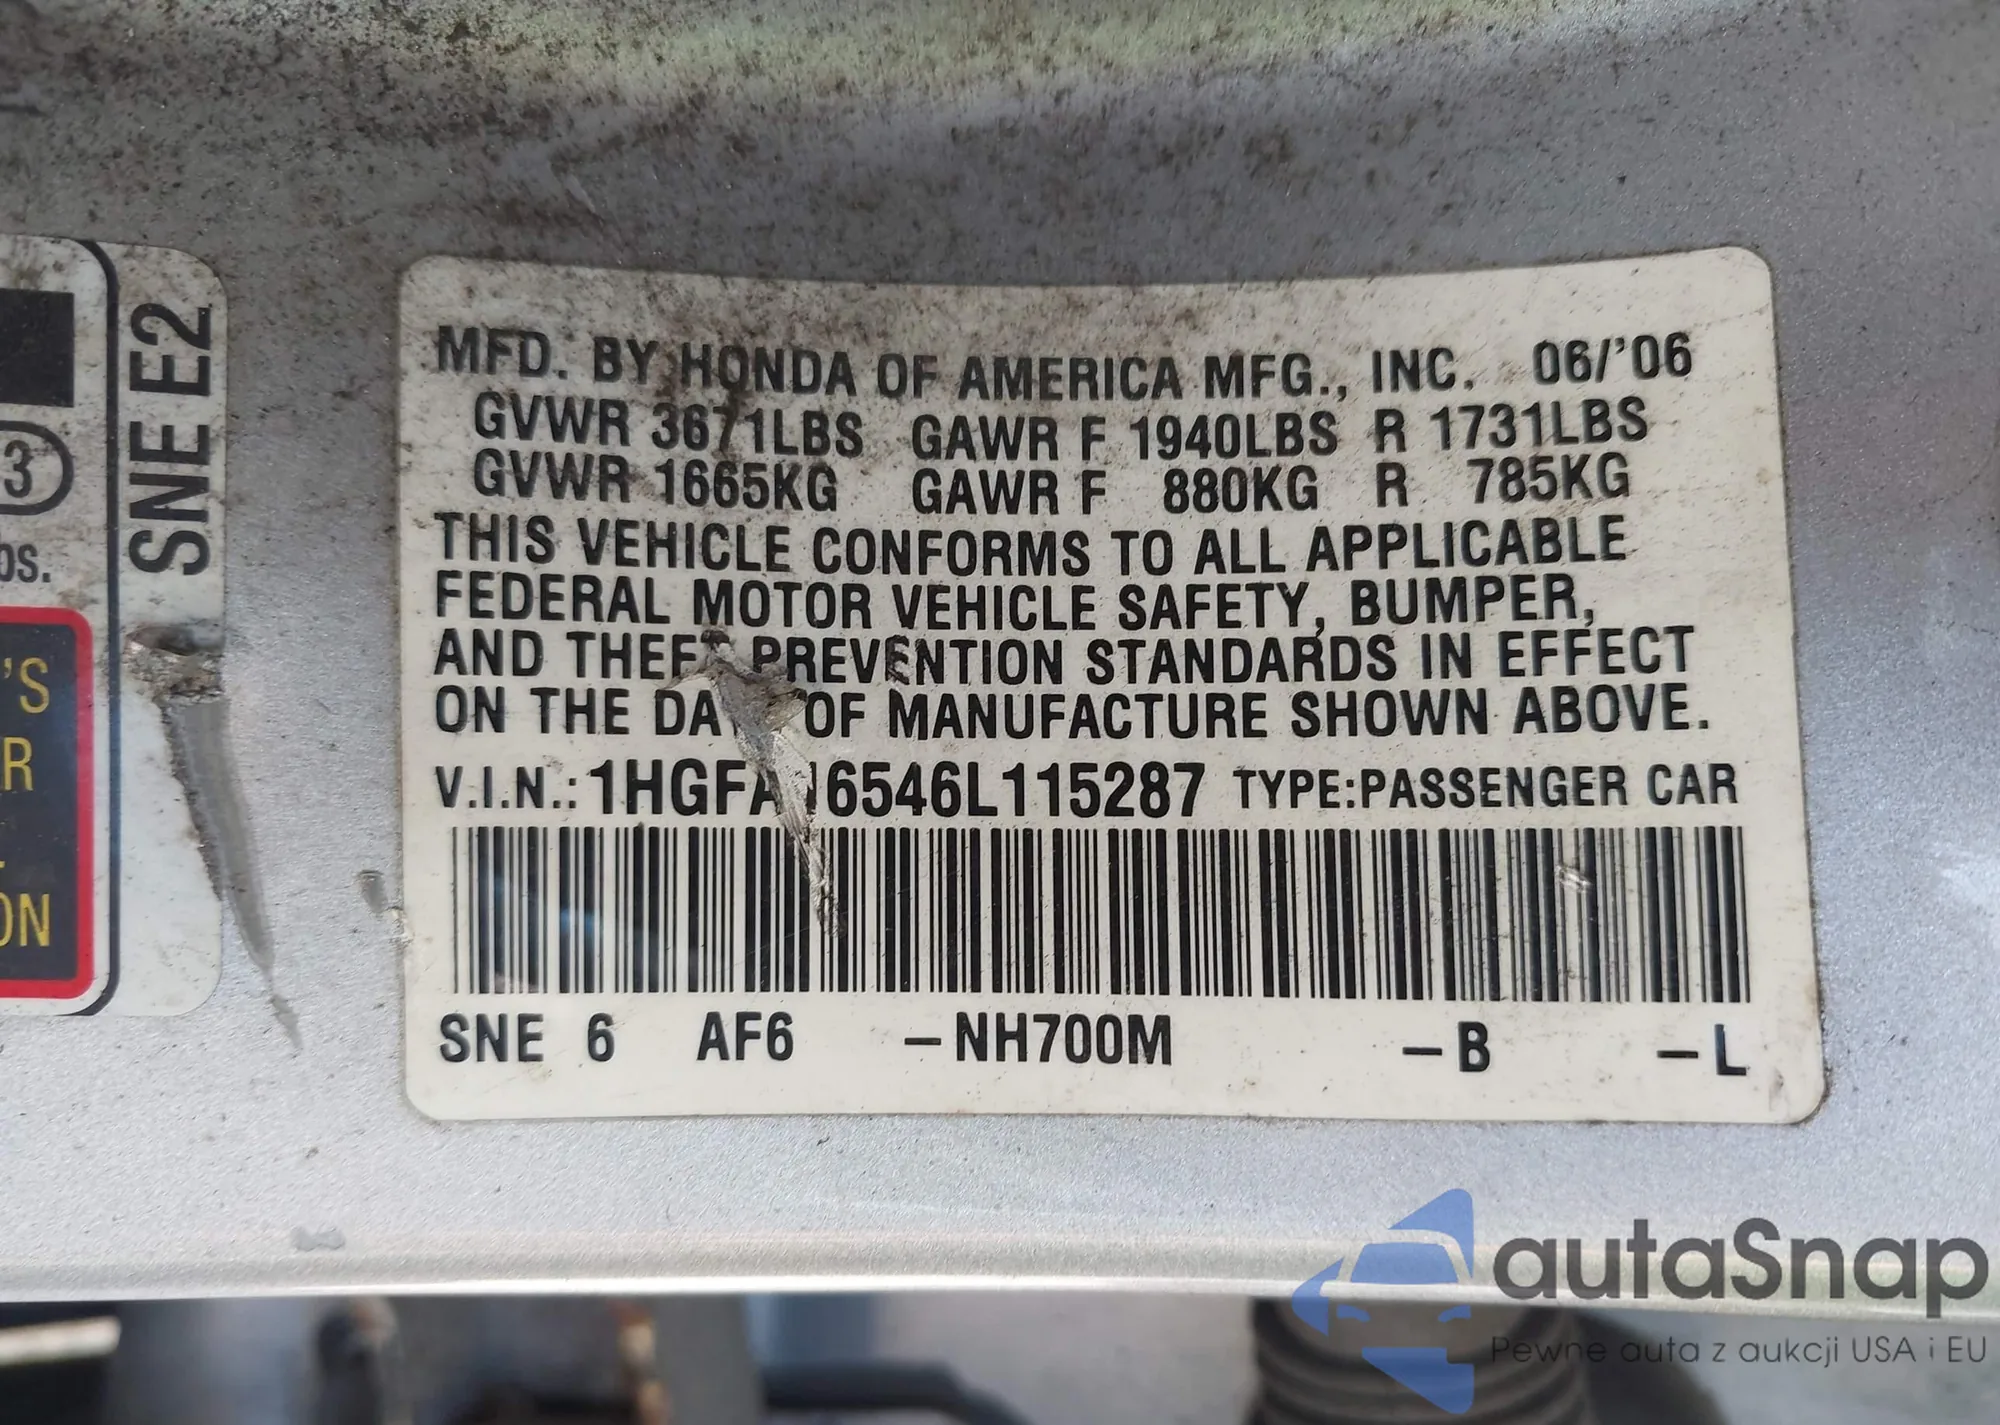 MFD. BY HONDA OF AMERICA MFG., INC. 06/'06
GVWR 3671LBS GAWR F 1940LBS R 1731LBS
GVWR 1665KG GAWR F 880KG R 785KG
THIS VEHICLE CONFORMS TO ALL APPLICABLE
FEDERAL MOTOR VEHICLE SAFETY, BUMPER,
AND THEFT PREVENTION STANDARDS IN EFFECT
ON THE OF MANUFACTURE SHOWN ABOVE.
V.I.N.: TYPE:PASSENGER CAR
SNE 6 AF6 –NH700M –B –L
SNE E2
3
'S
R
ON
autaSnap
Pewne auta z aukcji USA i EU